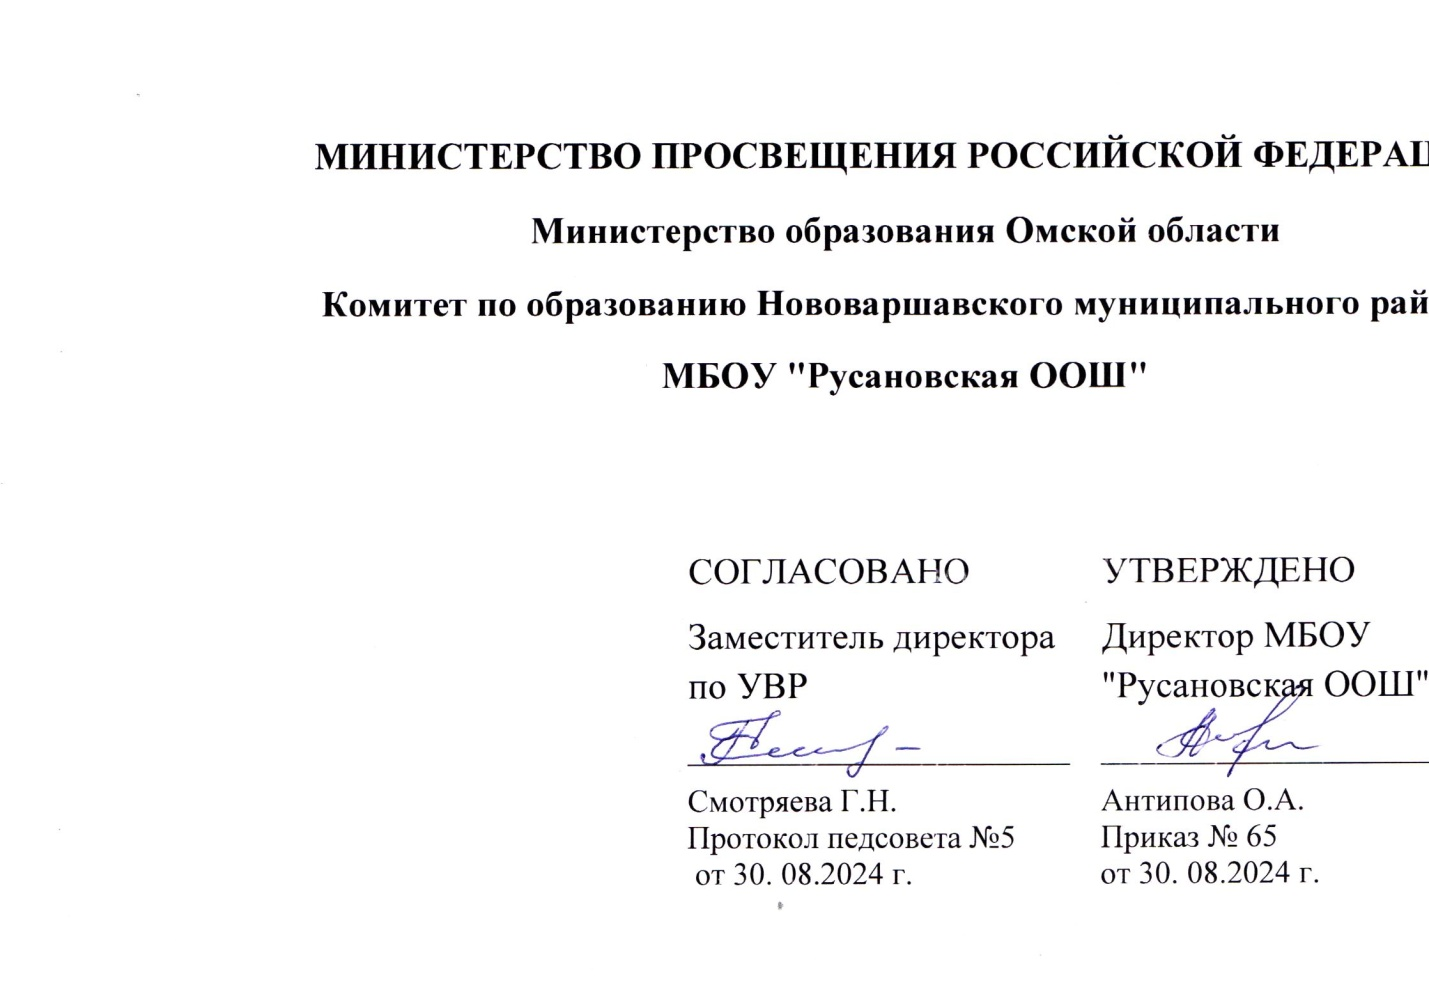 МИНИСТЕРСТВО ПРОСВЕЩЕНИЯ РОССИЙСКОЙ ФЕДЕРАЦ
Министерство образования Омской области
Комитет по образованию Нововаршавского муниципального рай
МБОУ "Русановская ООШ"
СОГЛАСОВАНО
Заместитель директора
по УВР
Смотряева Г.Н.
Протокол педсовета №5
от 30. 08.2024 г.
УТВЕРЖДЕНО
Директор МБОУ
"Русановская ООШ"
Антипова О.А.
Приказ № 65
от 30. 08.2024 г.